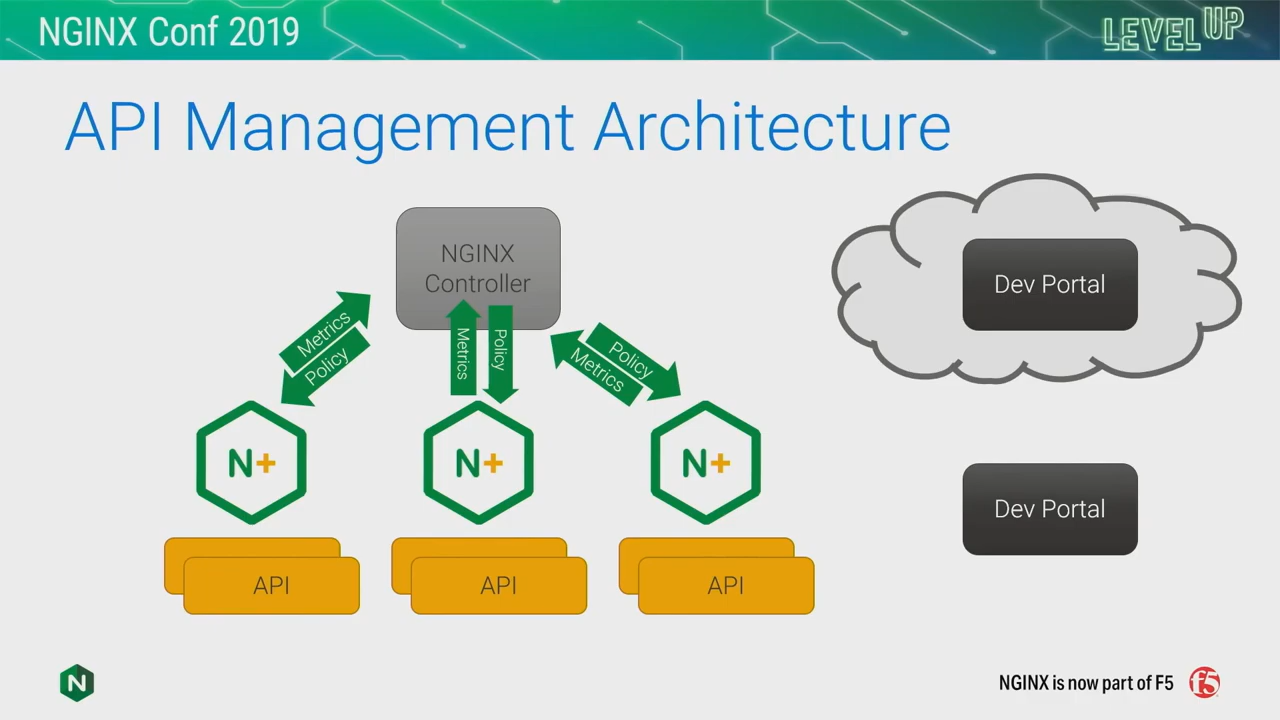 NGINX Conf 2019
LEVEL UP
API Management Architecture
NGINX
Controller
Dev Portal
Metrics
Policy
Metrics
Policy
Policy
Metrics
N+
N+
N+
Dev Portal
API
API
API
N
NGINX is now part of F5
f5